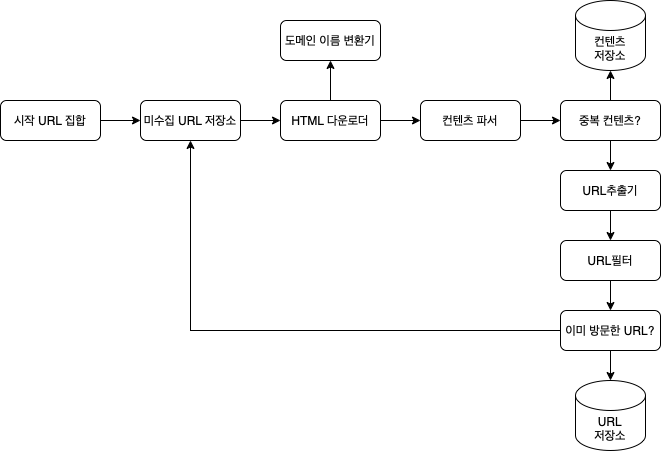 컨텐츠
저장소
도메인 이름 변환기
시작 URL 집합
미수집 URL 저장소
HTML 다운로더
컨텐츠 파서
중복 컨텐츠?
URL추출기
URL필터
이미 방문한 URL?
URL
저장소